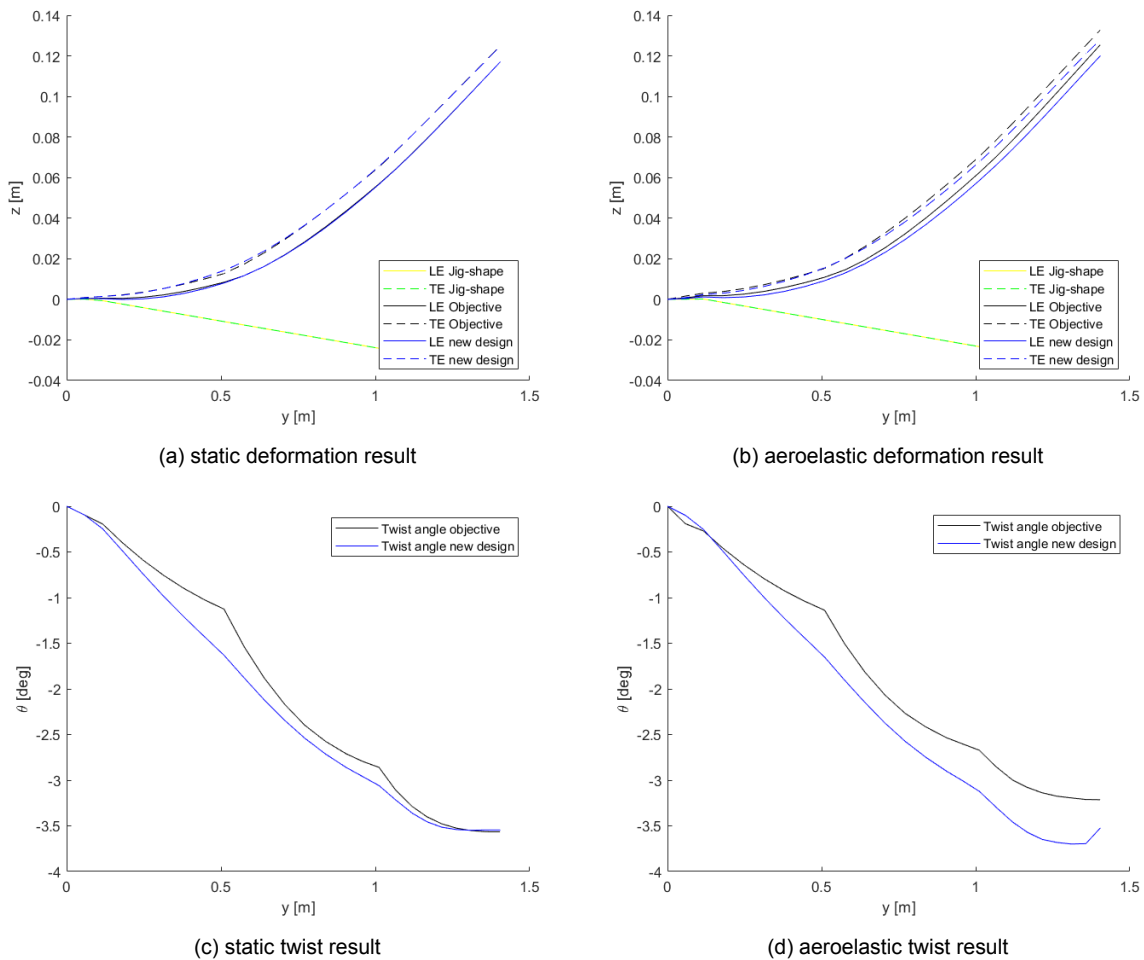 0.14
0.12
0.1
0.08
0.06
0.04
0.02
0
-0.02
-0.04
z [m]
0
0.5
1
1.5
y [m]
LE Jig-shape
TE Jig-shape
LE Objective
TE Objective
LE new design
TE new design
(a) static deformation result
0.14
0.12
0.1
0.08
0.06
0.04
0.02
0
-0.02
-0.04
z [m]
0
0.5
1
1.5
y [m]
LE Jig-shape
TE Jig-shape
LE Objective
TE Objective
LE new design
TE new design
(b) aeroelastic deformation result
0
-0.5
-1
-1.5
-2
-2.5
-3
-3.5
-4
θ [deg]
0
0.5
1
1.5
y [m]
Twist angle objective
Twist angle new design
(c) static twist result
0
-0.5
-1
-1.5
-2
-2.5
-3
-3.5
-4
θ [deg]
0
0.5
1
1.5
y [m]
Twist angle objective
Twist angle new design
(d) aeroelastic twist result